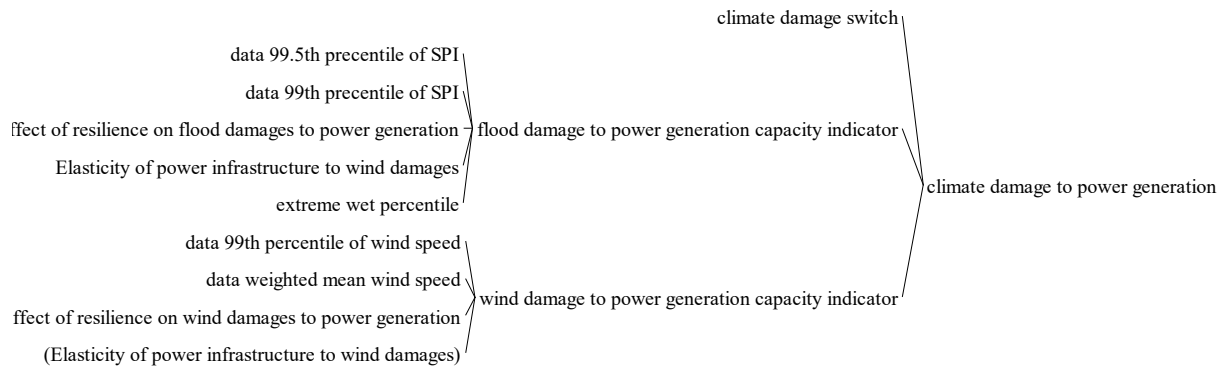 climate damage switch
data 99.5th precentile of SPI
data 99th precentile of SPI
ffect of resilience on flood damages to power generation
flood damage to power generation capacity indicator
Elasticity of power infrastructure to wind damages
climate damage to power generation
extreme wet percentile
data 99th percentile of wind speed
data weighted mean wind speed
wind damage to power generation capacity indicator
ffect of resilience on wind damages to power generation
(Elasticity of power infrastructure to wind damages)